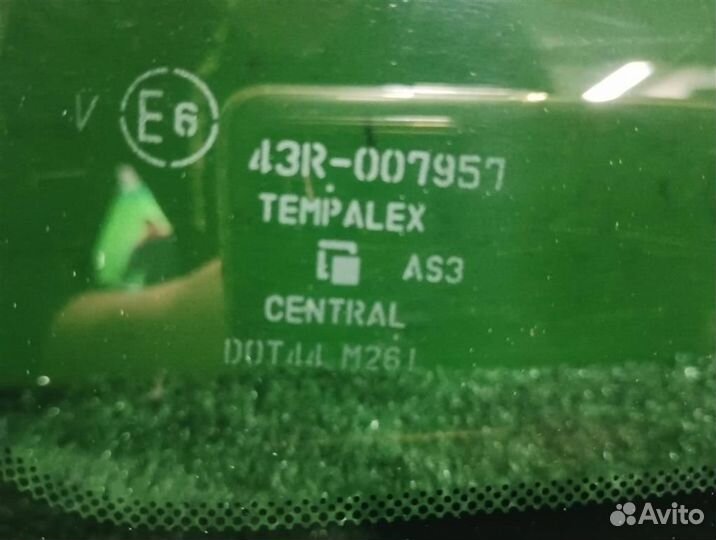 V E6
43R-007957
TEMPALEX
AS3
CENTRAL
DOT44 M261
Avito